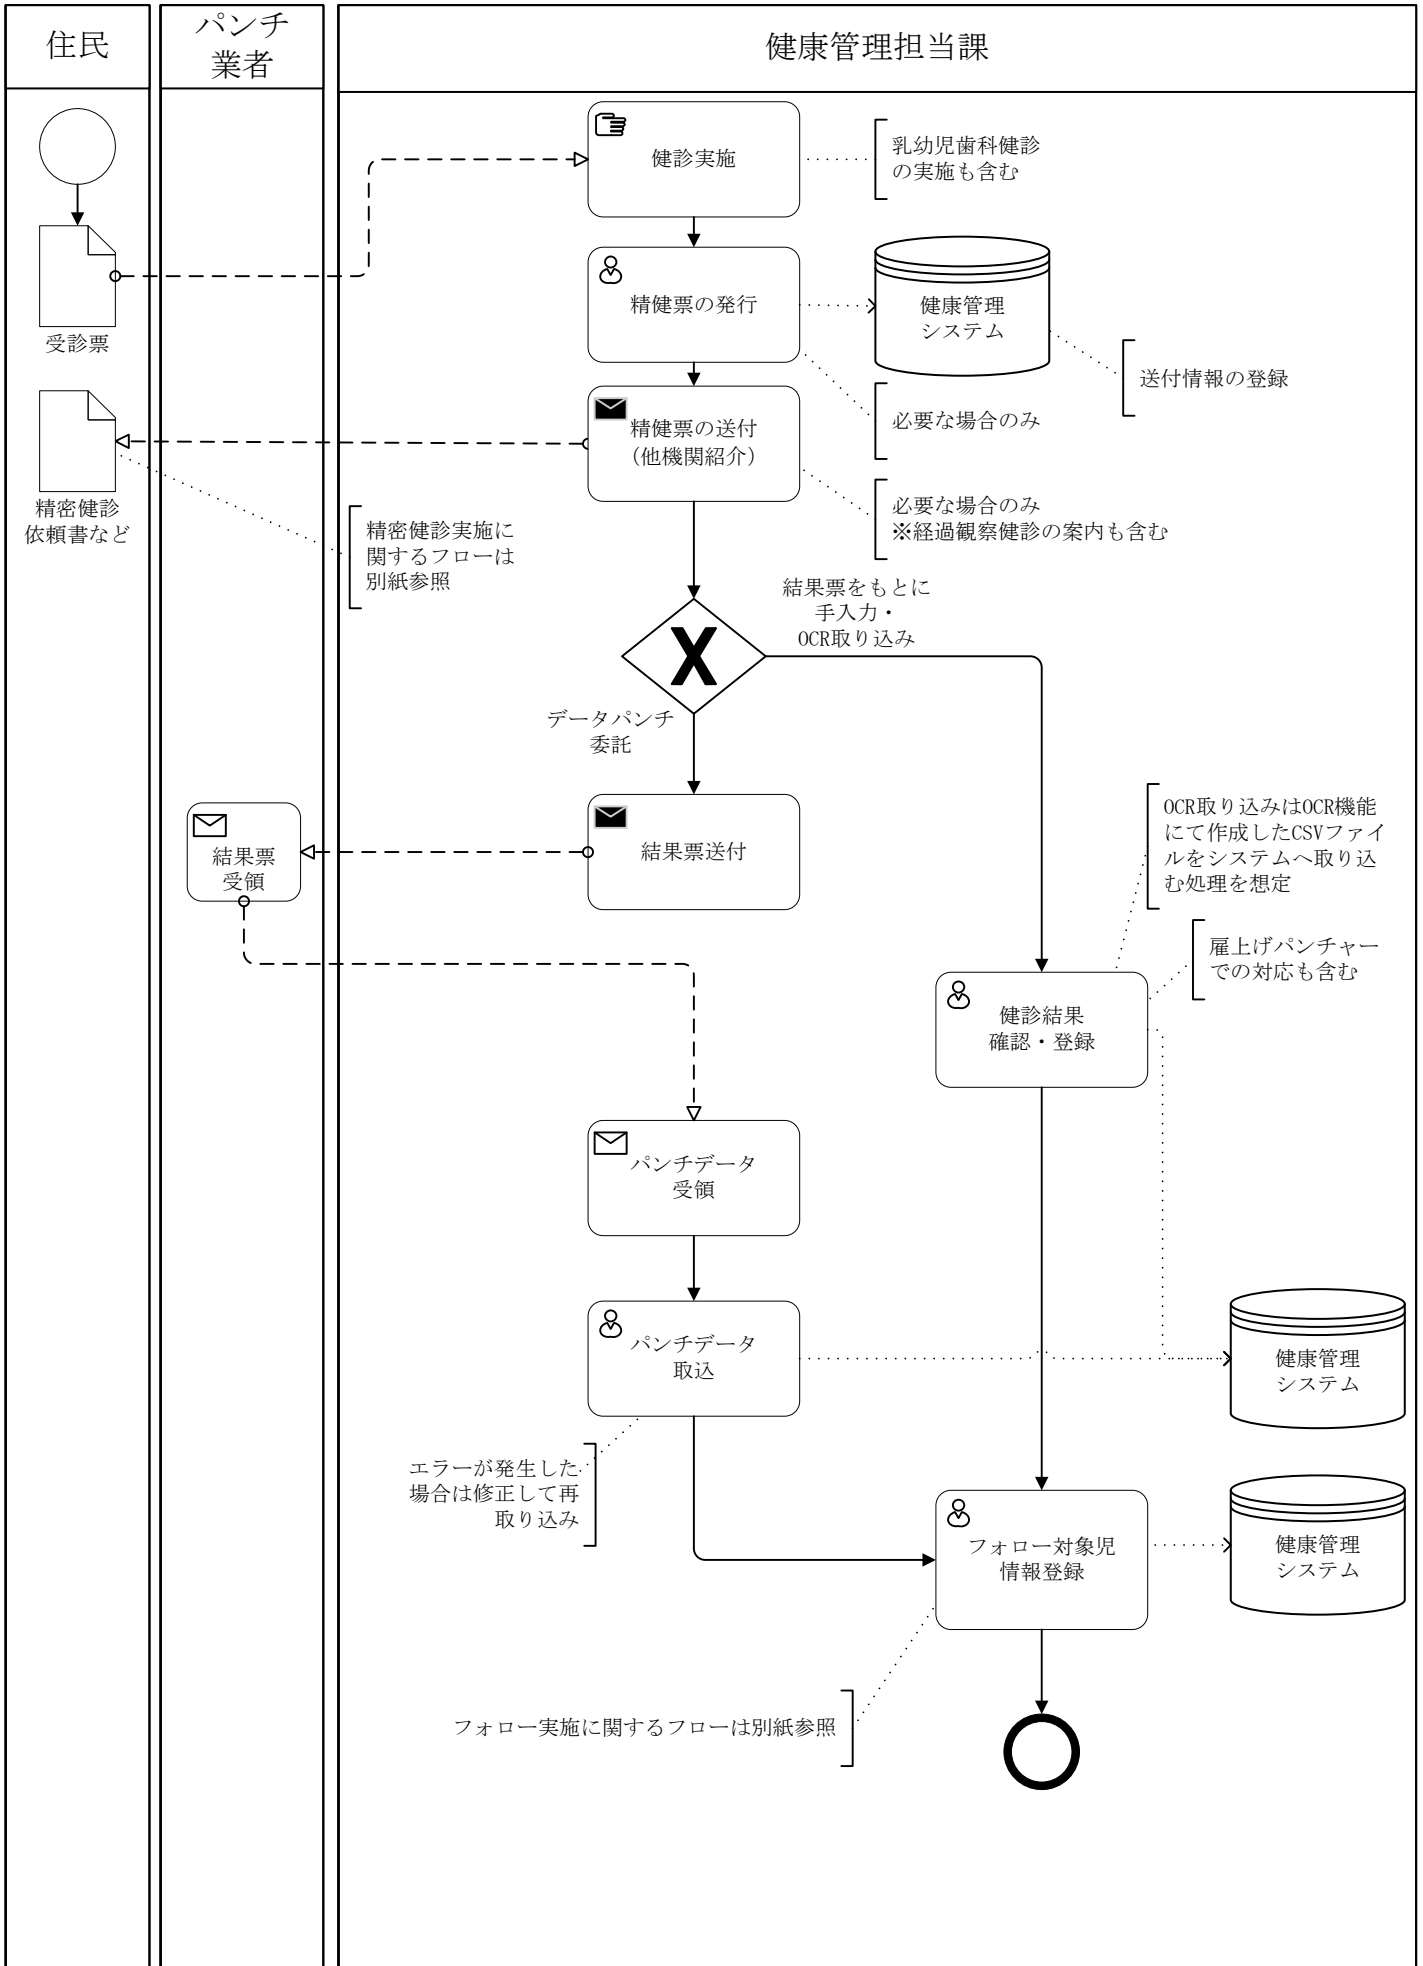 住民
パンチ
業者
健康管理担当課
健診実施
乳幼児歯科健診
の実施も含む
受診票
精健票の発行
健康管理
システム
送付情報の登録
必要な場合のみ
精健票の送付
（他機関紹介）
必要な場合のみ
※経過観察健診の案内も含む
精密健診
依頼書など
精密健診実施に
関するフローは
別紙参照
結果票をもとに
手入力・
OCR取り込み
X
データパンチ
委託
結果票
受領
結果票送付
OCR取り込みはOCR機能
にて作成したCSVファイ
ルをシステムへ取り込
む処理を想定
雇上げパンチャー
での対応も含む
健診結果
確認・登録
パンチデータ
受領
パンチデータ
取込
健康管理
システム
エラーが発生した
場合は修正して再
取り込み
フォロー対象児
情報登録
健康管理
システム
フォロー実施に関するフローは別紙参照